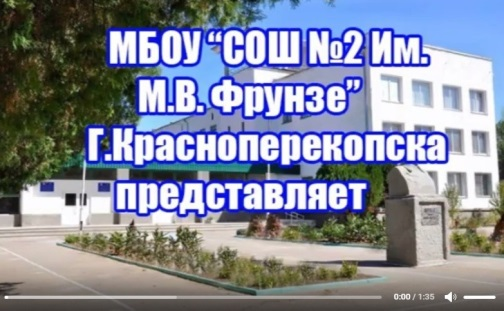 МБОУ “СОШ №2 Им.
М.В. Фрунзе”
Г.Красноперекопска
представляет
0:00 / 1:35